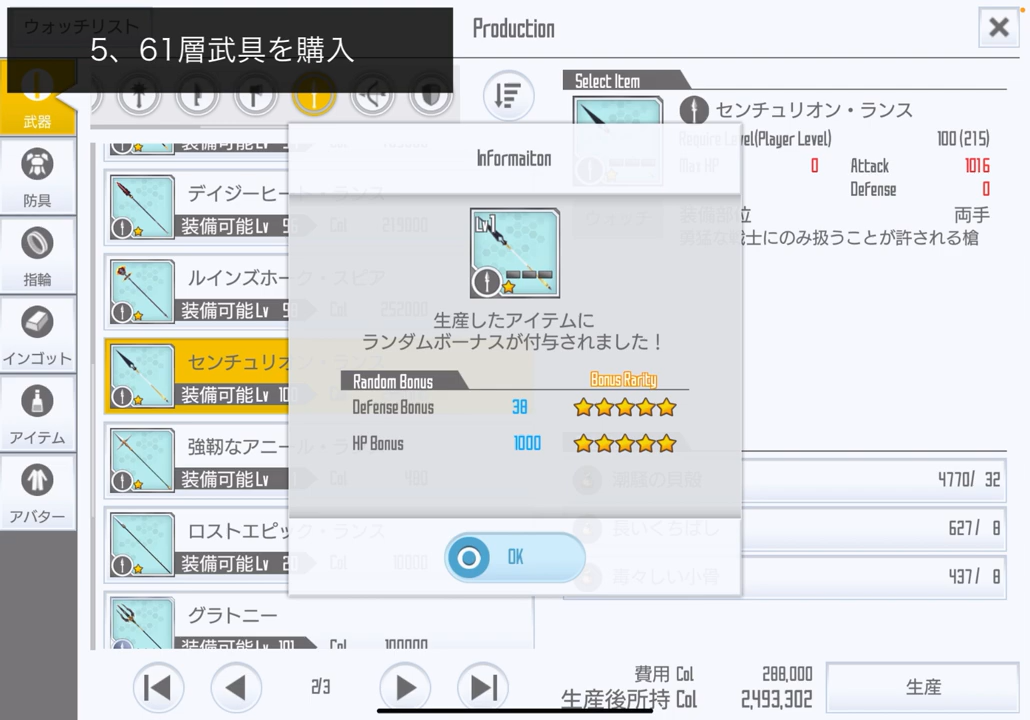 ウォッチリスト
5、61層武具を購入
Production
武器
防具
指輪
インゴット
アイテム
アバター
デイジーヒート・ランス
装備可能Lv 9
Col 219000
ルインズホーク・スピア
装備可能Lv 9
Col 252000
センチュリオン・ランス
装備可能Lv 10
強靭なアニール・ランス
装備可能Lv
Col 400
ロストエピック・ランス
装備可能Lv 2
Col 10000
グラトニー
装備可能Lv 101 Col 100000
Select Item
センチュリオン・ランス
Require Level(Player Level) 100 (215)
Max HP 0 Attack 1016
Defense 0
ウォッチ
装備部位 両手
勇猛な戦士にのみ扱うことが許される槍
Informaiton
Lv1
生産したアイテムに
ランダムボーナスが付与されました！
Random Bonus Bonus Rarity
Defense Bonus 38
HP Bonus 1000
OK
潮騒の貝殻 4770/ 32
長いくちばし 627/ 8
437/ 8
2/3
費用 Col 288,000
生産後所持 Col 2,493,302
生産